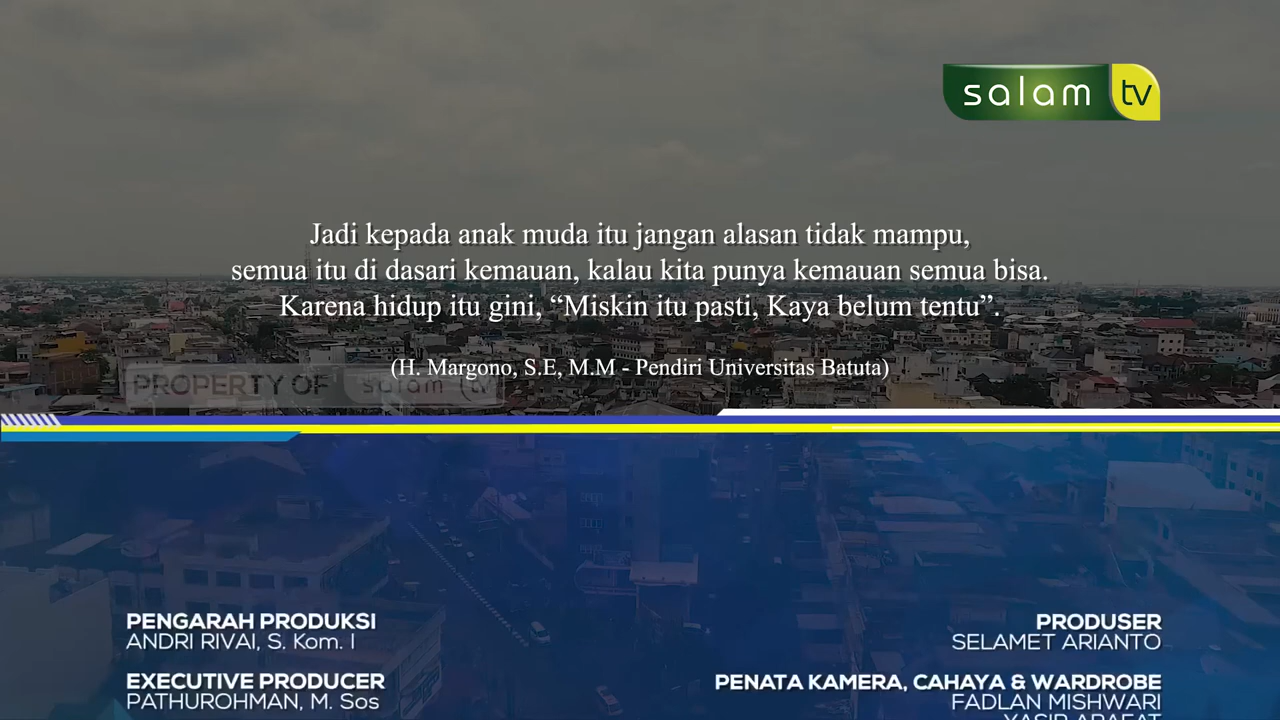 salam tv
Jadi kepada anak muda itu jangan alasan tidak mampu,
semua itu di dasari kemauan, kalau kita punya kemauan semua bisa.
Karena hidup itu gini, “Miskin itu pasti, Kaya belum tentu”.
(H. Margono, S.E, M.M - Pendiri Universitas Batuta)
PROPERTY OF salam tv
PENGARAH PRODUKSI
ANDRI RIVAI, S. Kom. I
EXECUTIVE PRODUCER
PATHUROHMAN, M. Sos
PRODUSER
SELAMET ARIANTO
PENATA KAMERA, CAHAYA & WARDROBE
FADLAN MISHWARI
YASIR ARAFAT